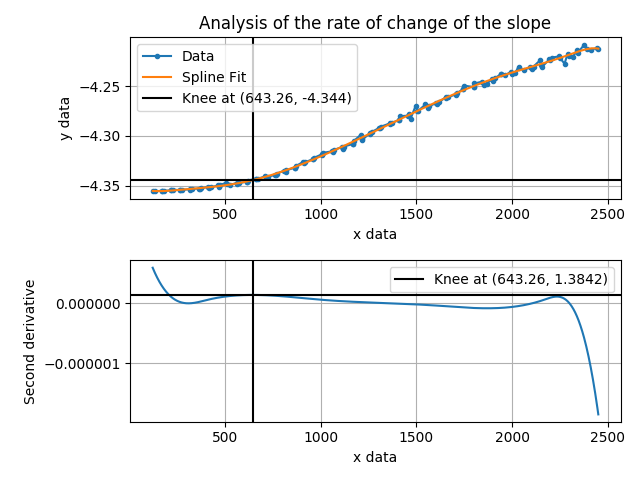 Analysis of the rate of change of the slope
Data
Spline Fit
Knee at (643.26, -4.344)
y data
−4.25
−4.30
−4.35
500 1000 1500 2000 2500
x data
Knee at (643.26, 1.3842)
Second derivative
0.000000
−0.000001
500 1000 1500 2000 2500
x data